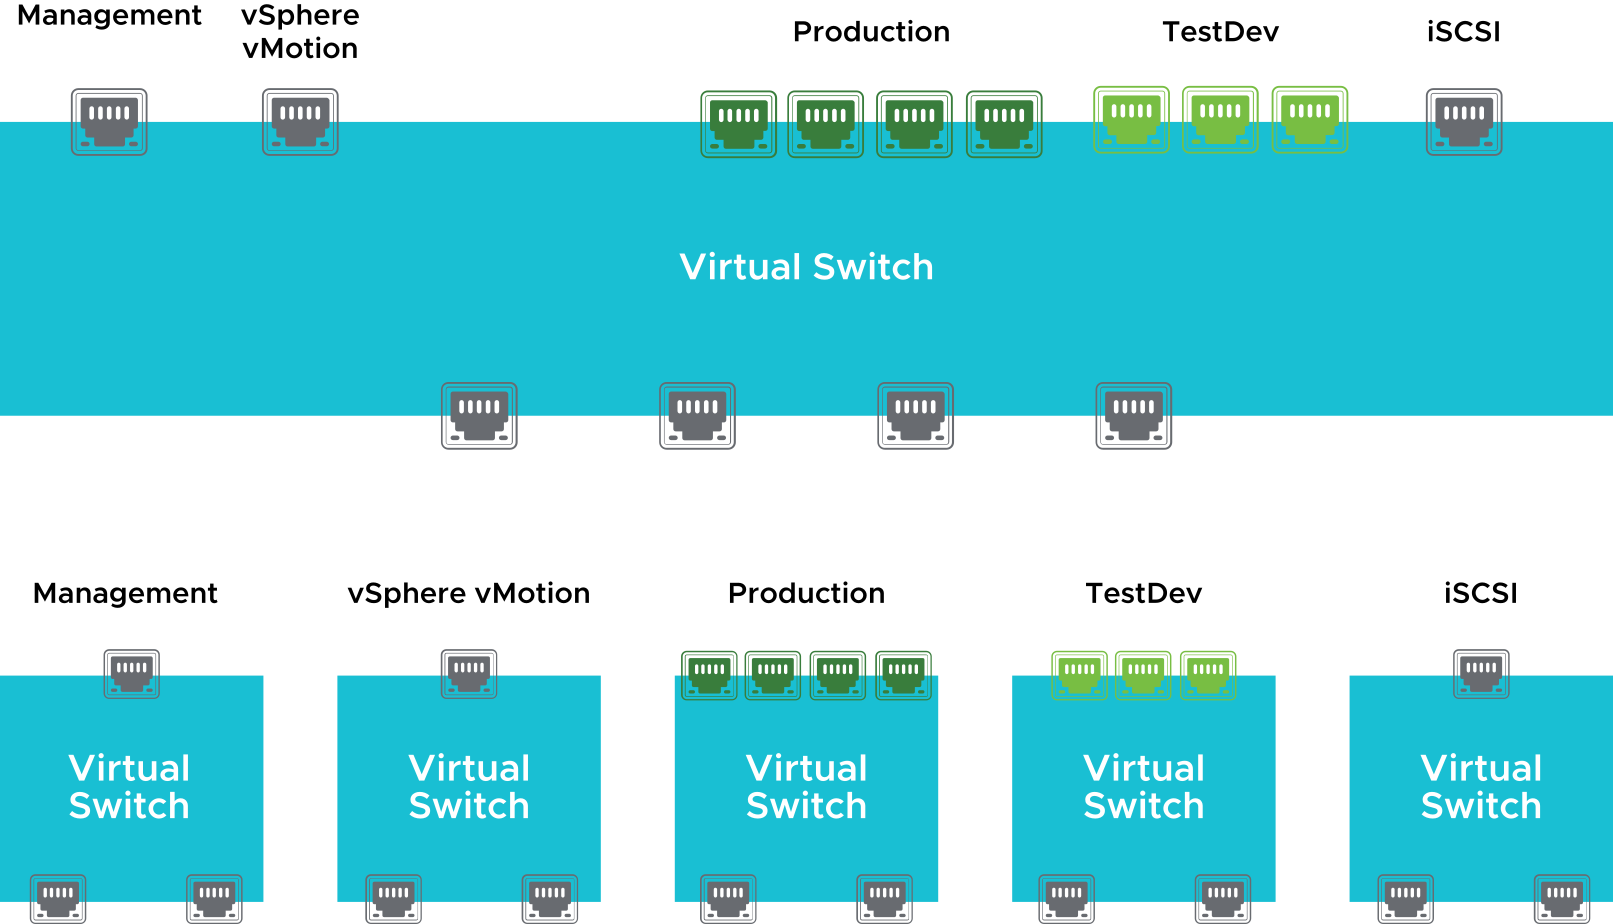 Management
vSphere
vMotion
Production
TestDev
iSCSI
Virtual Switch
Management
vSphere vMotion
Production
TestDev
iSCSI
Virtual
Switch
Virtual
Switch
Virtual
Switch
Virtual
Switch
Virtual
Switch